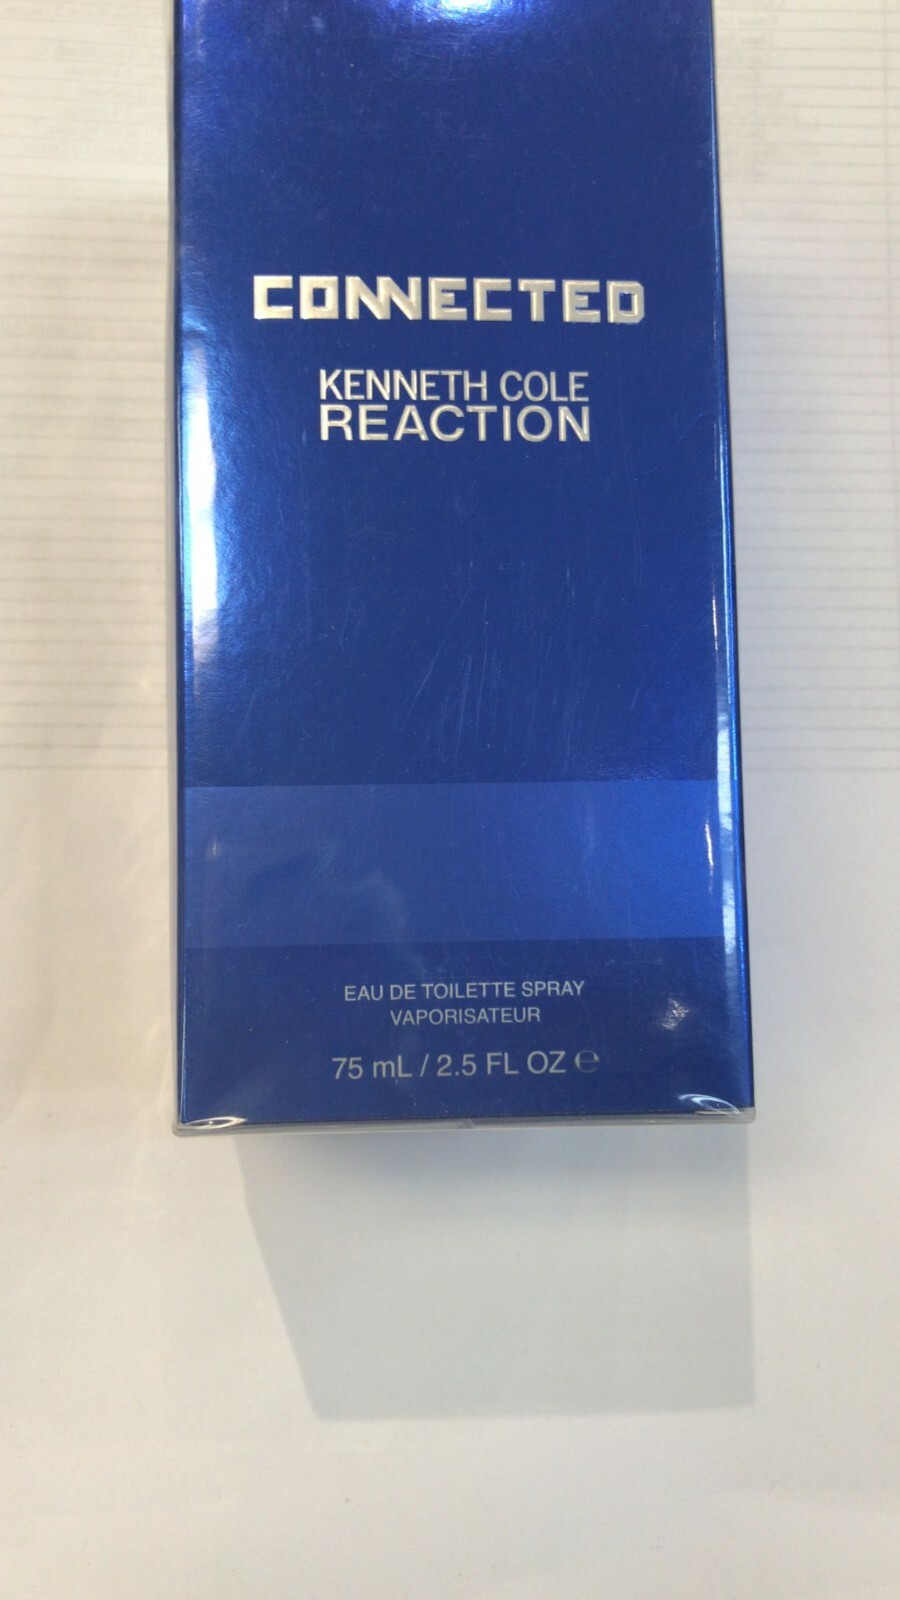 CONNECTED
KENNETH COLE
REACTION
EAU DE TOILETTE SPRAY
VAPORISATEUR
75 mL / 2.5 FL OZ ℮